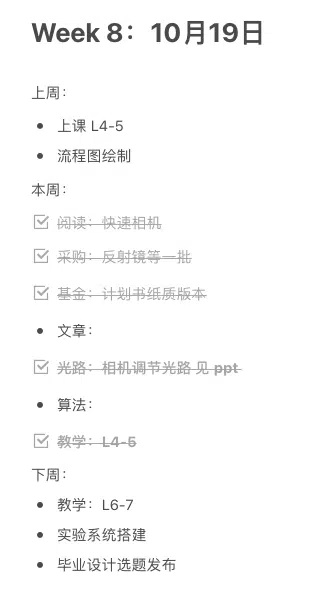 Week 8：10月19日
上周：
上课 L4-5
流程图绘制
本周：
阅读：快速相机
采购：反射镜等一批
基金：计划书纸质版本
文章：
光路：相机调节光路 见 ppt
算法：
教学：L4-5
下周：
教学：L6-7
实验系统搭建
毕业设计选题发布